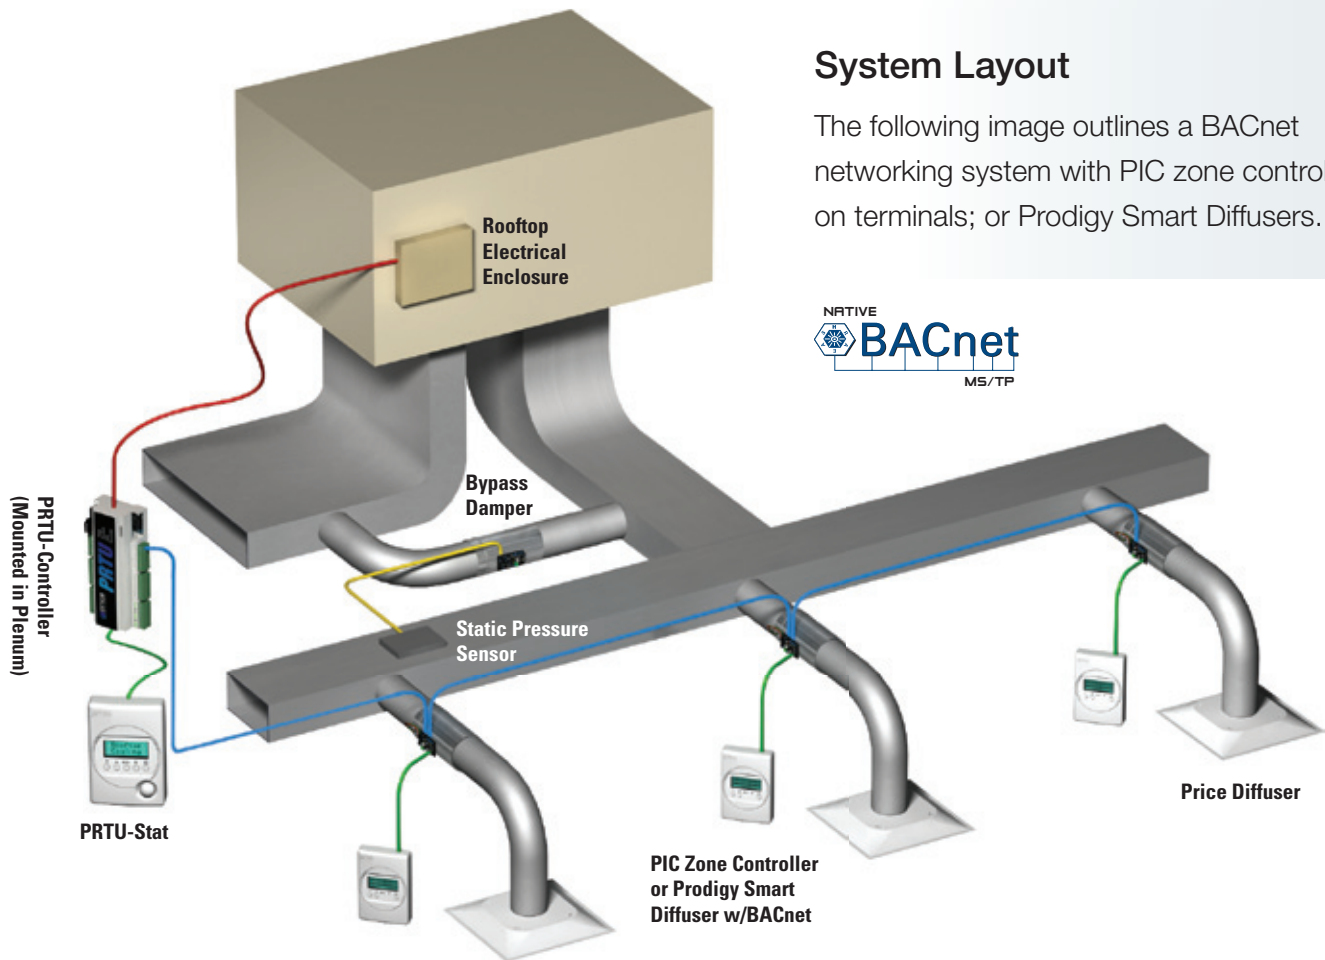 System Layout
The following image outlines a BACnet
networking system with PIC zone control
on terminals; or Prodigy Smart Diffusers.
NATIVE
BACnet
MS/TP
Rooftop
Electrical
Enclosure
Bypass
Damper
PRTU-Controller
(Mounted in Plenum)
PRTU
Static Pressure
Sensor
PRTU-Stat
Price Diffuser
PIC Zone Controller
or Prodigy Smart
Diffuser w/BACnet